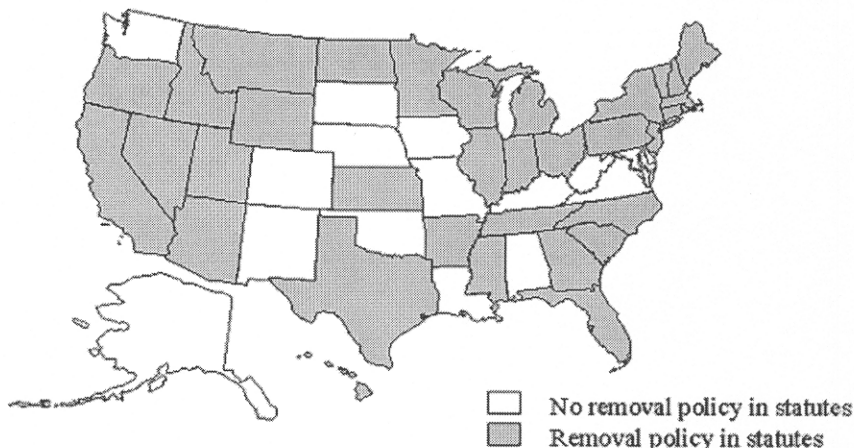 No removal policy in statutes
Removal policy in statutes